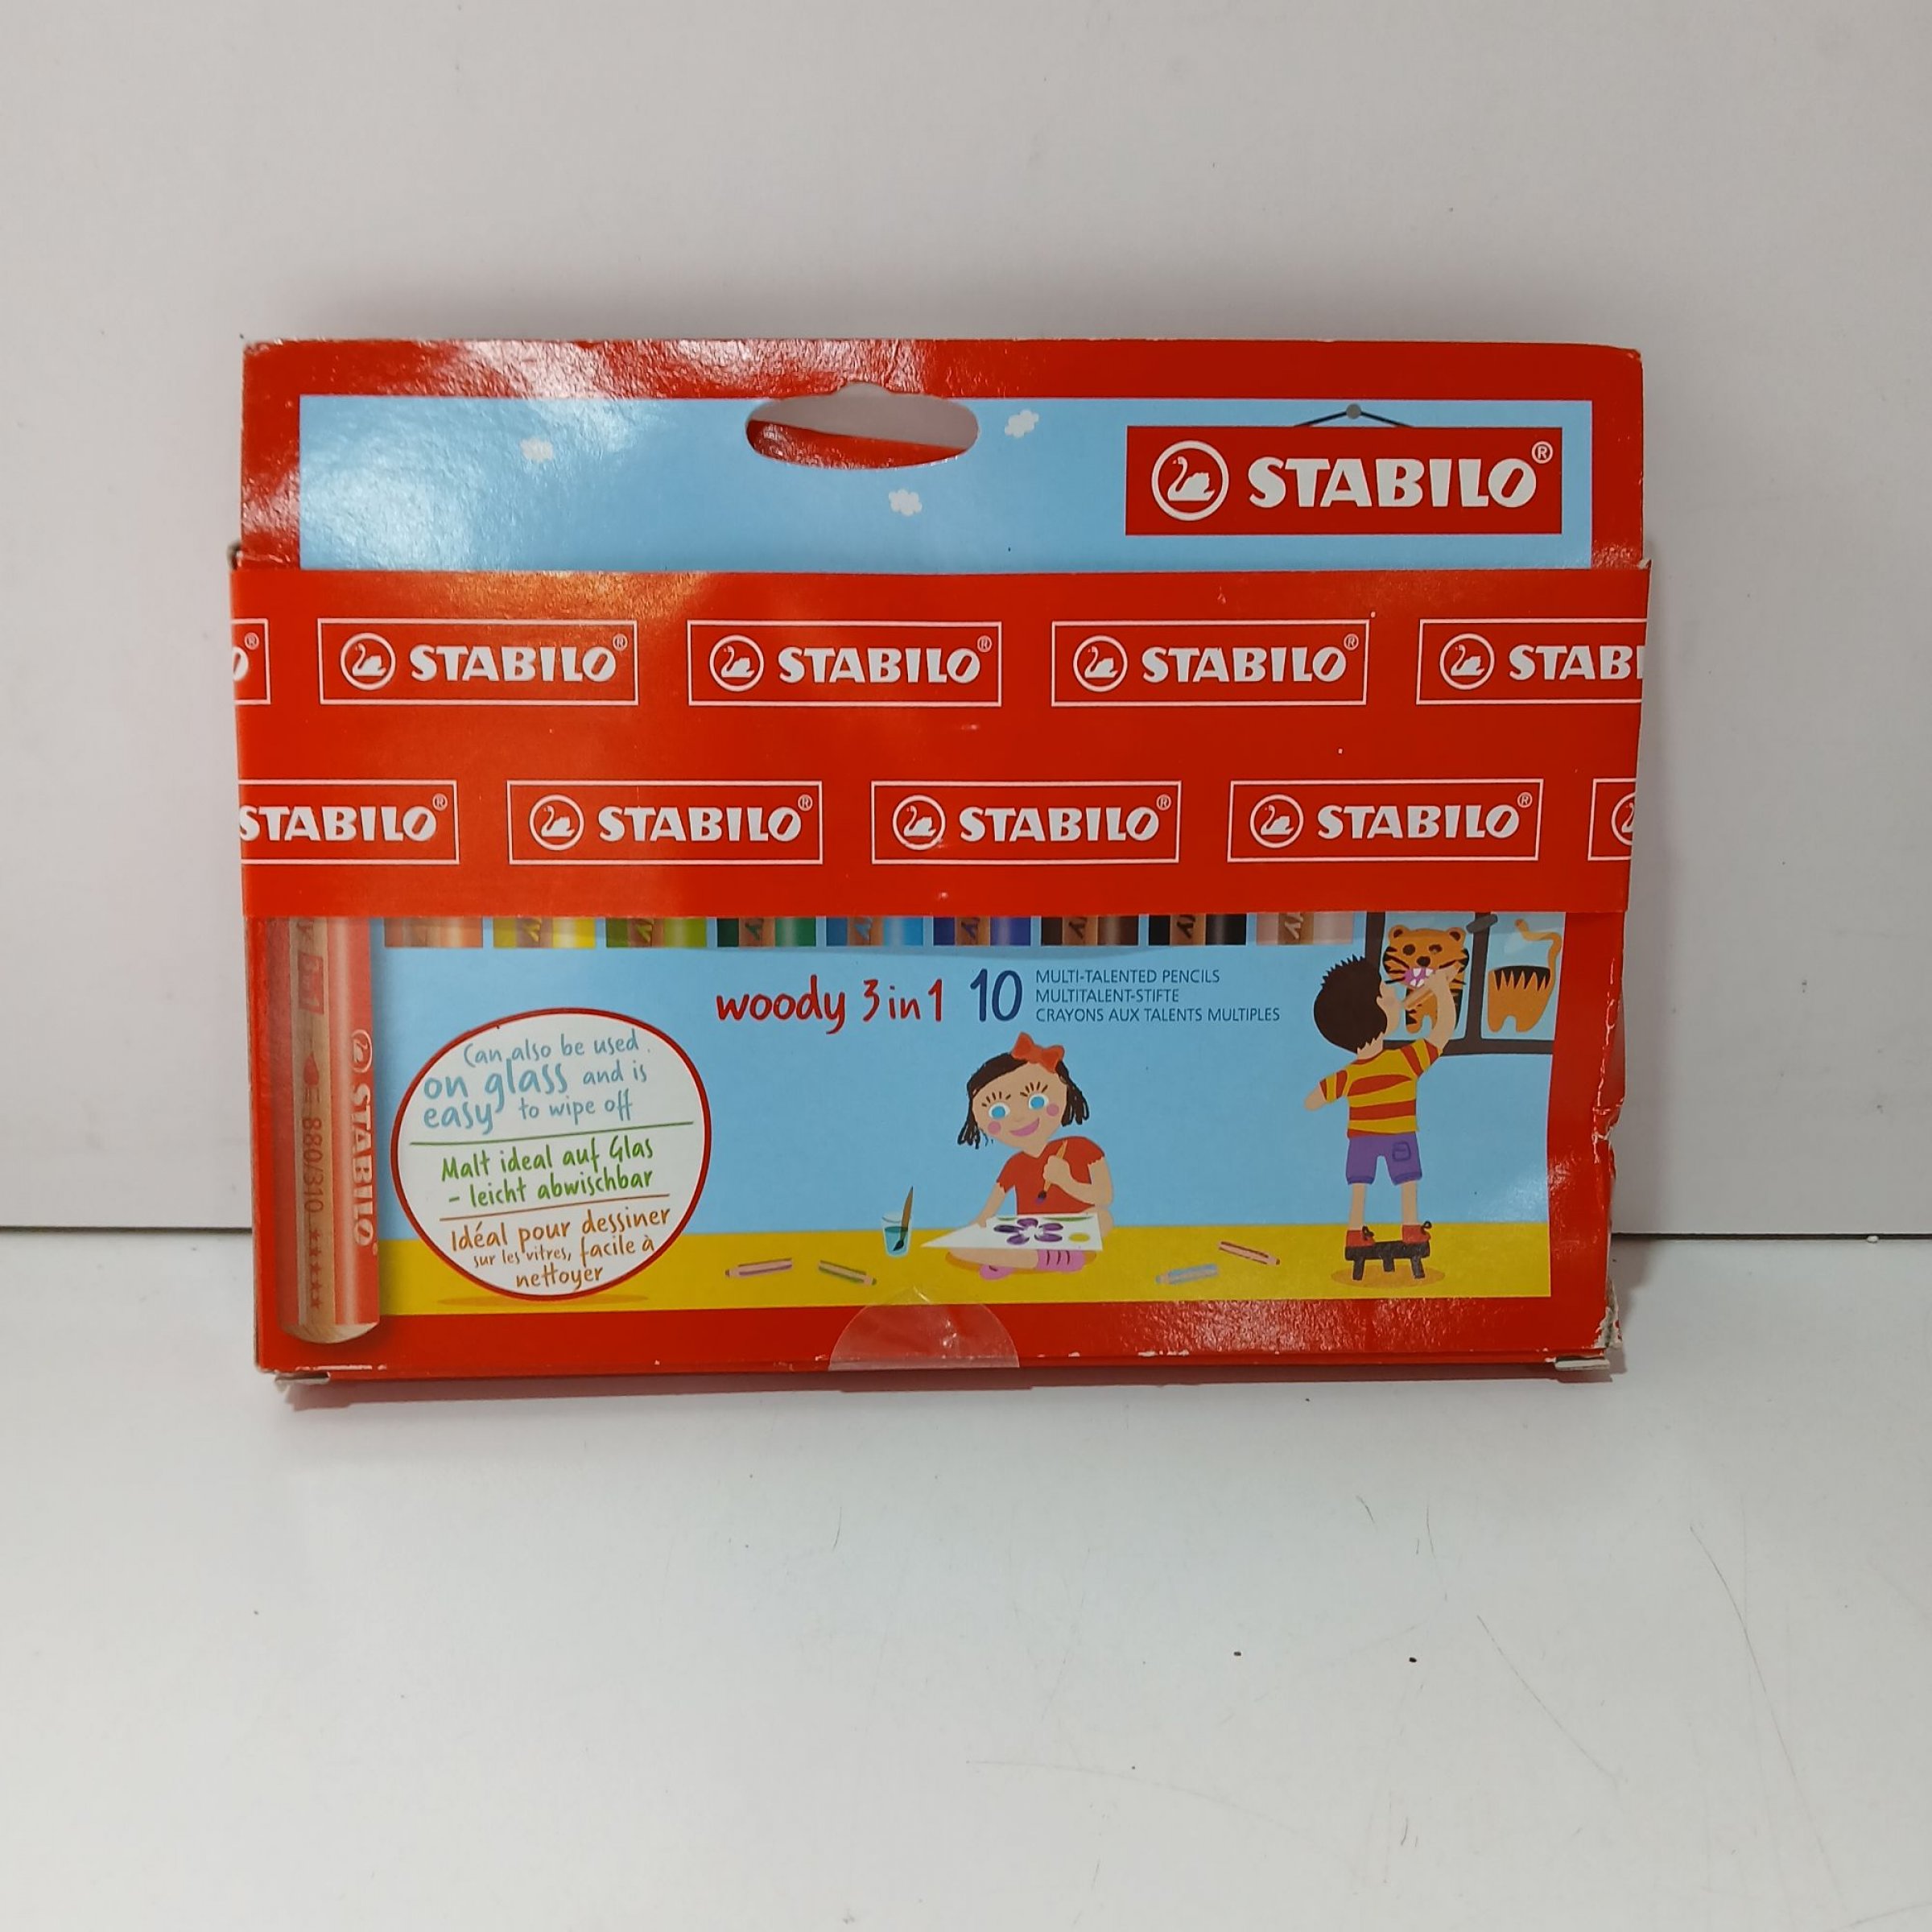 STABILO®
STABILO® STABILO® STABILO® STAB
STABILO® STABILO® STABILO® STABILO®
woody 3 in 1 10
MULTI-TALENTED PENCILS
MULTITALENT-STIFTE
CRAYONS AUX TALENTS MULTIPLES
Can also be used
on glass and is
easy to wipe off
Malt ideal auf Glas
- leicht abwischbar
Idéal pour dessiner
sur les vitres, facile à
nettoyer
3in1
880/310
STABILO®